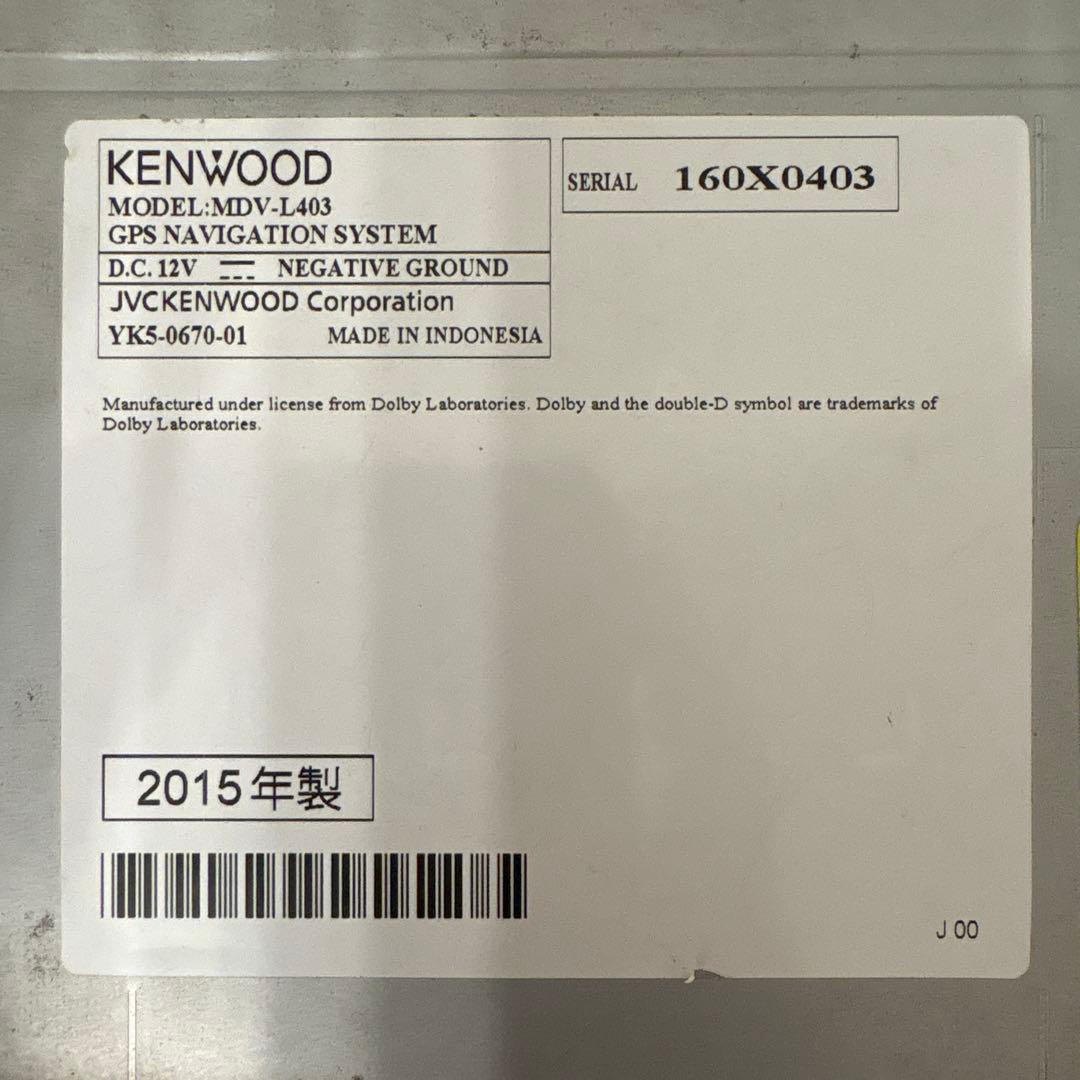 KENWOOD
MODEL:MDV-L403
GPS NAVIGATION SYSTEM
D.C. 12V NEGATIVE GROUND
JVCKENWOOD Corporation
YK5-0670-01 MADE IN INDONESIA
SERIAL 160X0403
Manufactured under license from Dolby Laboratories. Dolby and the double-D symbol are trademarks of
Dolby Laboratories.
2015年製
J 00